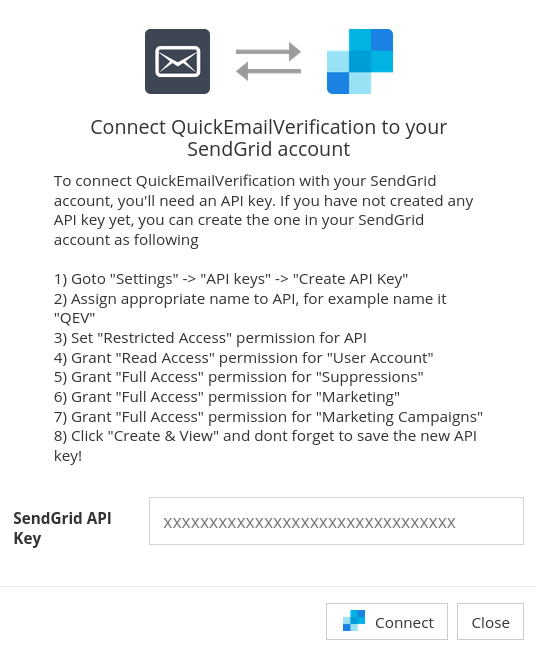 Connect QuickEmailVerification to your
SendGrid account
To connect QuickEmailVerification with your SendGrid
account, you'll need an API key. If you have not created any
API key yet, you can create the one in your SendGrid
account as following
1) Goto "Settings" -> "API keys" -> "Create API Key"
2) Assign appropriate name to API, for example name it
"QEV"
3) Set "Restricted Access" permission for API
4) Grant "Read Access" permission for "User Account"
5) Grant "Full Access" permission for "Suppressions"
6) Grant "Full Access" permission for "Marketing"
7) Grant "Full Access" permission for "Marketing Campaigns"
8) Click "Create & View" and dont forget to save the new API
key!
SendGrid API
Key
xxxxxxxxxxxxxxxxxxxxxxxxxxxxxxxx
Connect
Close